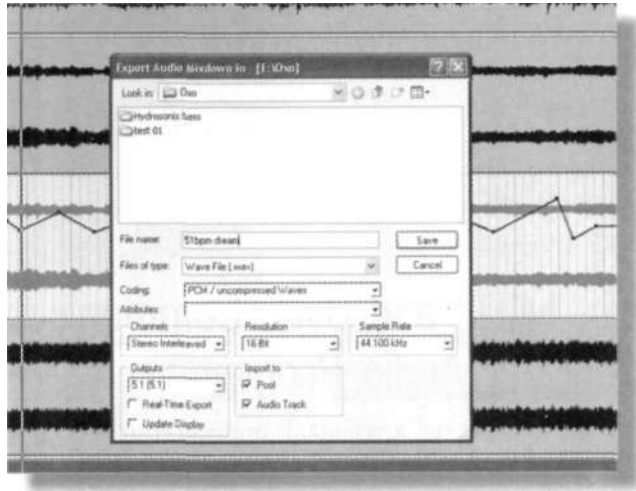 Export Audio Mixdown in - [E:\Oxo]
Look in: Oxo
Hydrosonix bass
test 01
File name: 51bpm dream
Save
Files of type: Wave File (.wav)
Cancel
Coding: PCM / uncompressed Waves
Attributes:
Channels
Resolution
Sample Rate
Stereo Interleaved
16 Bit
44.100 kHz
Outputs
Import to
5.1 (5.1)
Pool
Real-Time Export
Audio Track
Update Display